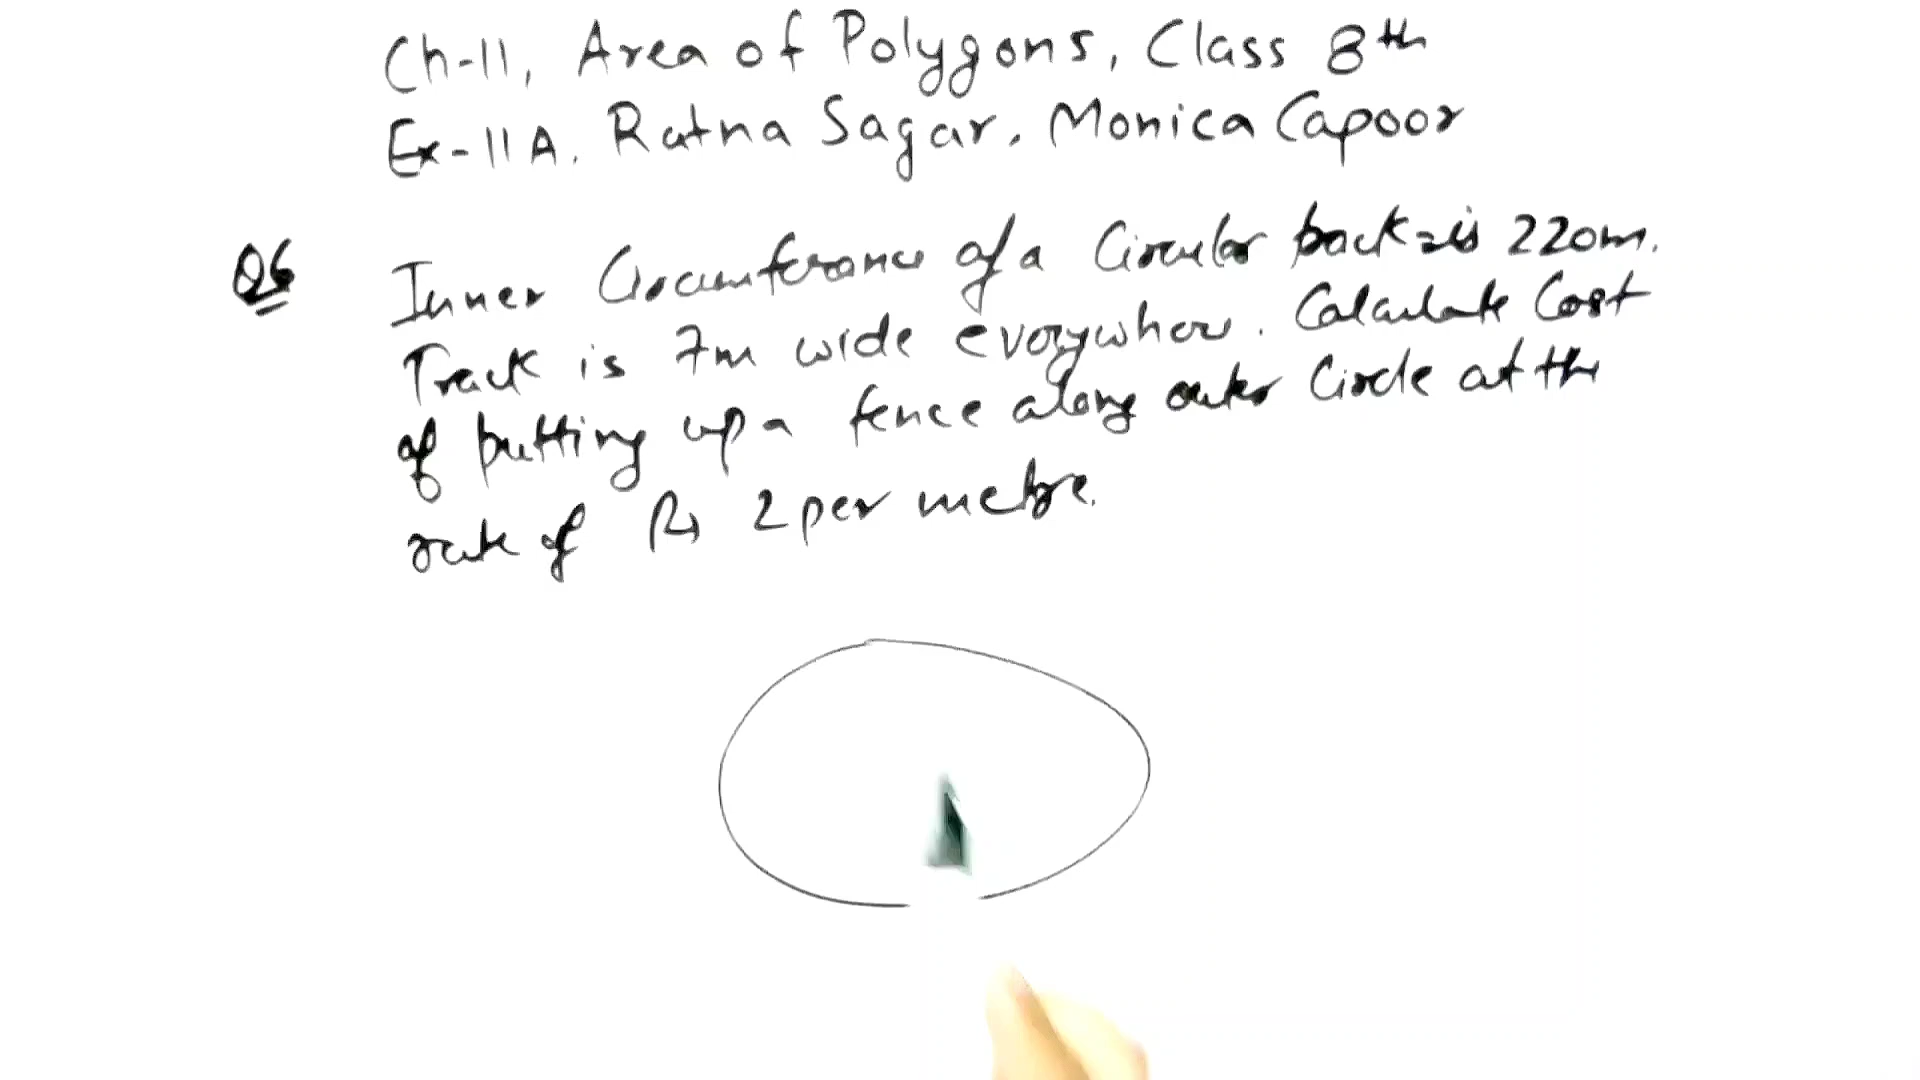 Ch-11, Area of Polygons, Class 8th
Ex-11A. Ratna Sagar. Monica Capoor
Q6 Inner Circumference of a Circular track is 220m.
Track is 7m wide everywhere. Calculate Cost
of putting up a fence along outer Circle at the
rate of Rs 2 per metre.